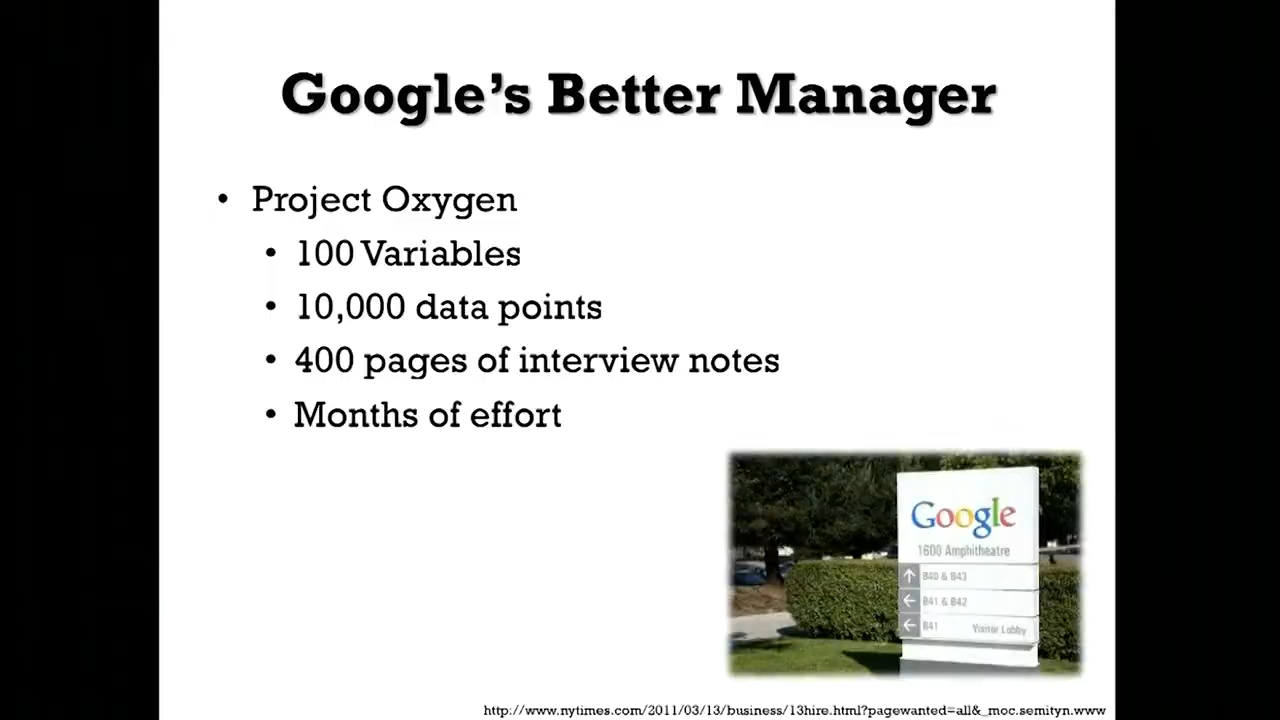 Google's Better Manager
• Project Oxygen
• 100 Variables
• 10,000 data points
• 400 pages of interview notes
• Months of effort
Google
1600 Amphitheatre
B40 & B43
B41 & B42
B41 Visitor Lobby
http://www.nytimes.com/2011/03/13/business/13hire.html?pagewanted=all&_moc.semityn.www